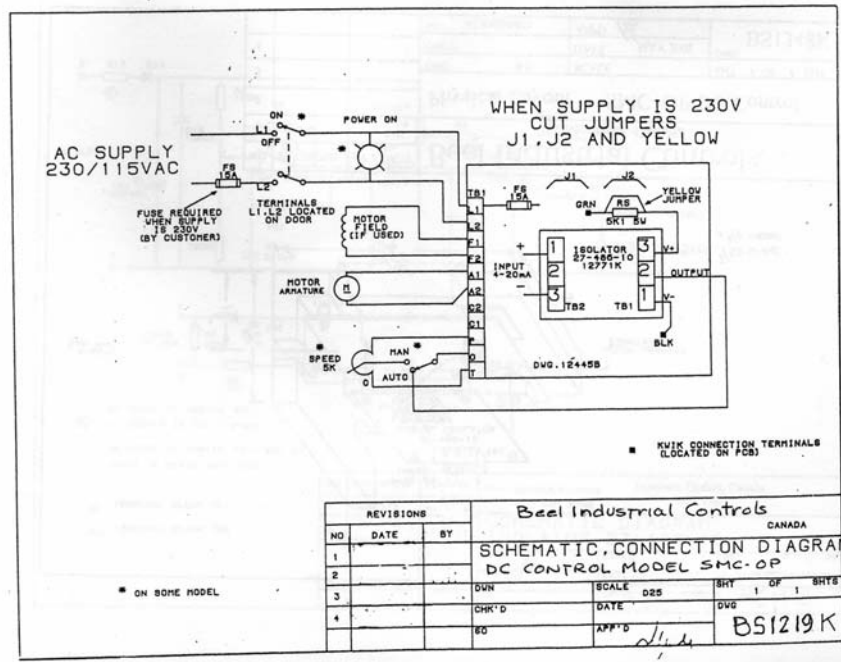 WHEN SUPPLY IS 230V
CUT JUMPERS
J1.J2 AND YELLOW
AC SUPPLY
230/115VAC
ON
*
L1
OFF
POWER ON
*
F8
15A
L2
FUSE REQUIRED
WHEN SUPPLY
IS 230V
(BY CUSTOMER)
TERMINALS
L1.L2 LOCATED
ON DOOR
MOTOR
FIELD
(IF USED)
MOTOR
ARMATURE
M
*
SPEED
5K
0
MAN
*
AUTO
TB1
L1
L2
F1
F2
A1
A2
C2
C1
P
O
T
F6
15A
J1
J2
GRN
R5
5K1 5W
YELLOW
JUMPER
+
INPUT
4-20mA
-
1
2
3
ISOLATOR
27-486-10
12771K
3
2
1
TB2
TB1
V+
OUTPUT
V-
BLK
DWG.12445B
KWIK CONNECTION TERMINALS
(LOCATED ON PCB)
* ON SOME MODEL
REVISIONS
NO DATE BY
1
2
3
4
Beel Industrial Controls
CANADA
SCHEMATIC.CONNECTION DIAGRAM
DC CONTROL MODEL SMC-OP
DWN
SCALE D25
SHT 1 OF 1 SHTS
CHK'D
DATE
DWG
BS1219K
SO
APP'D